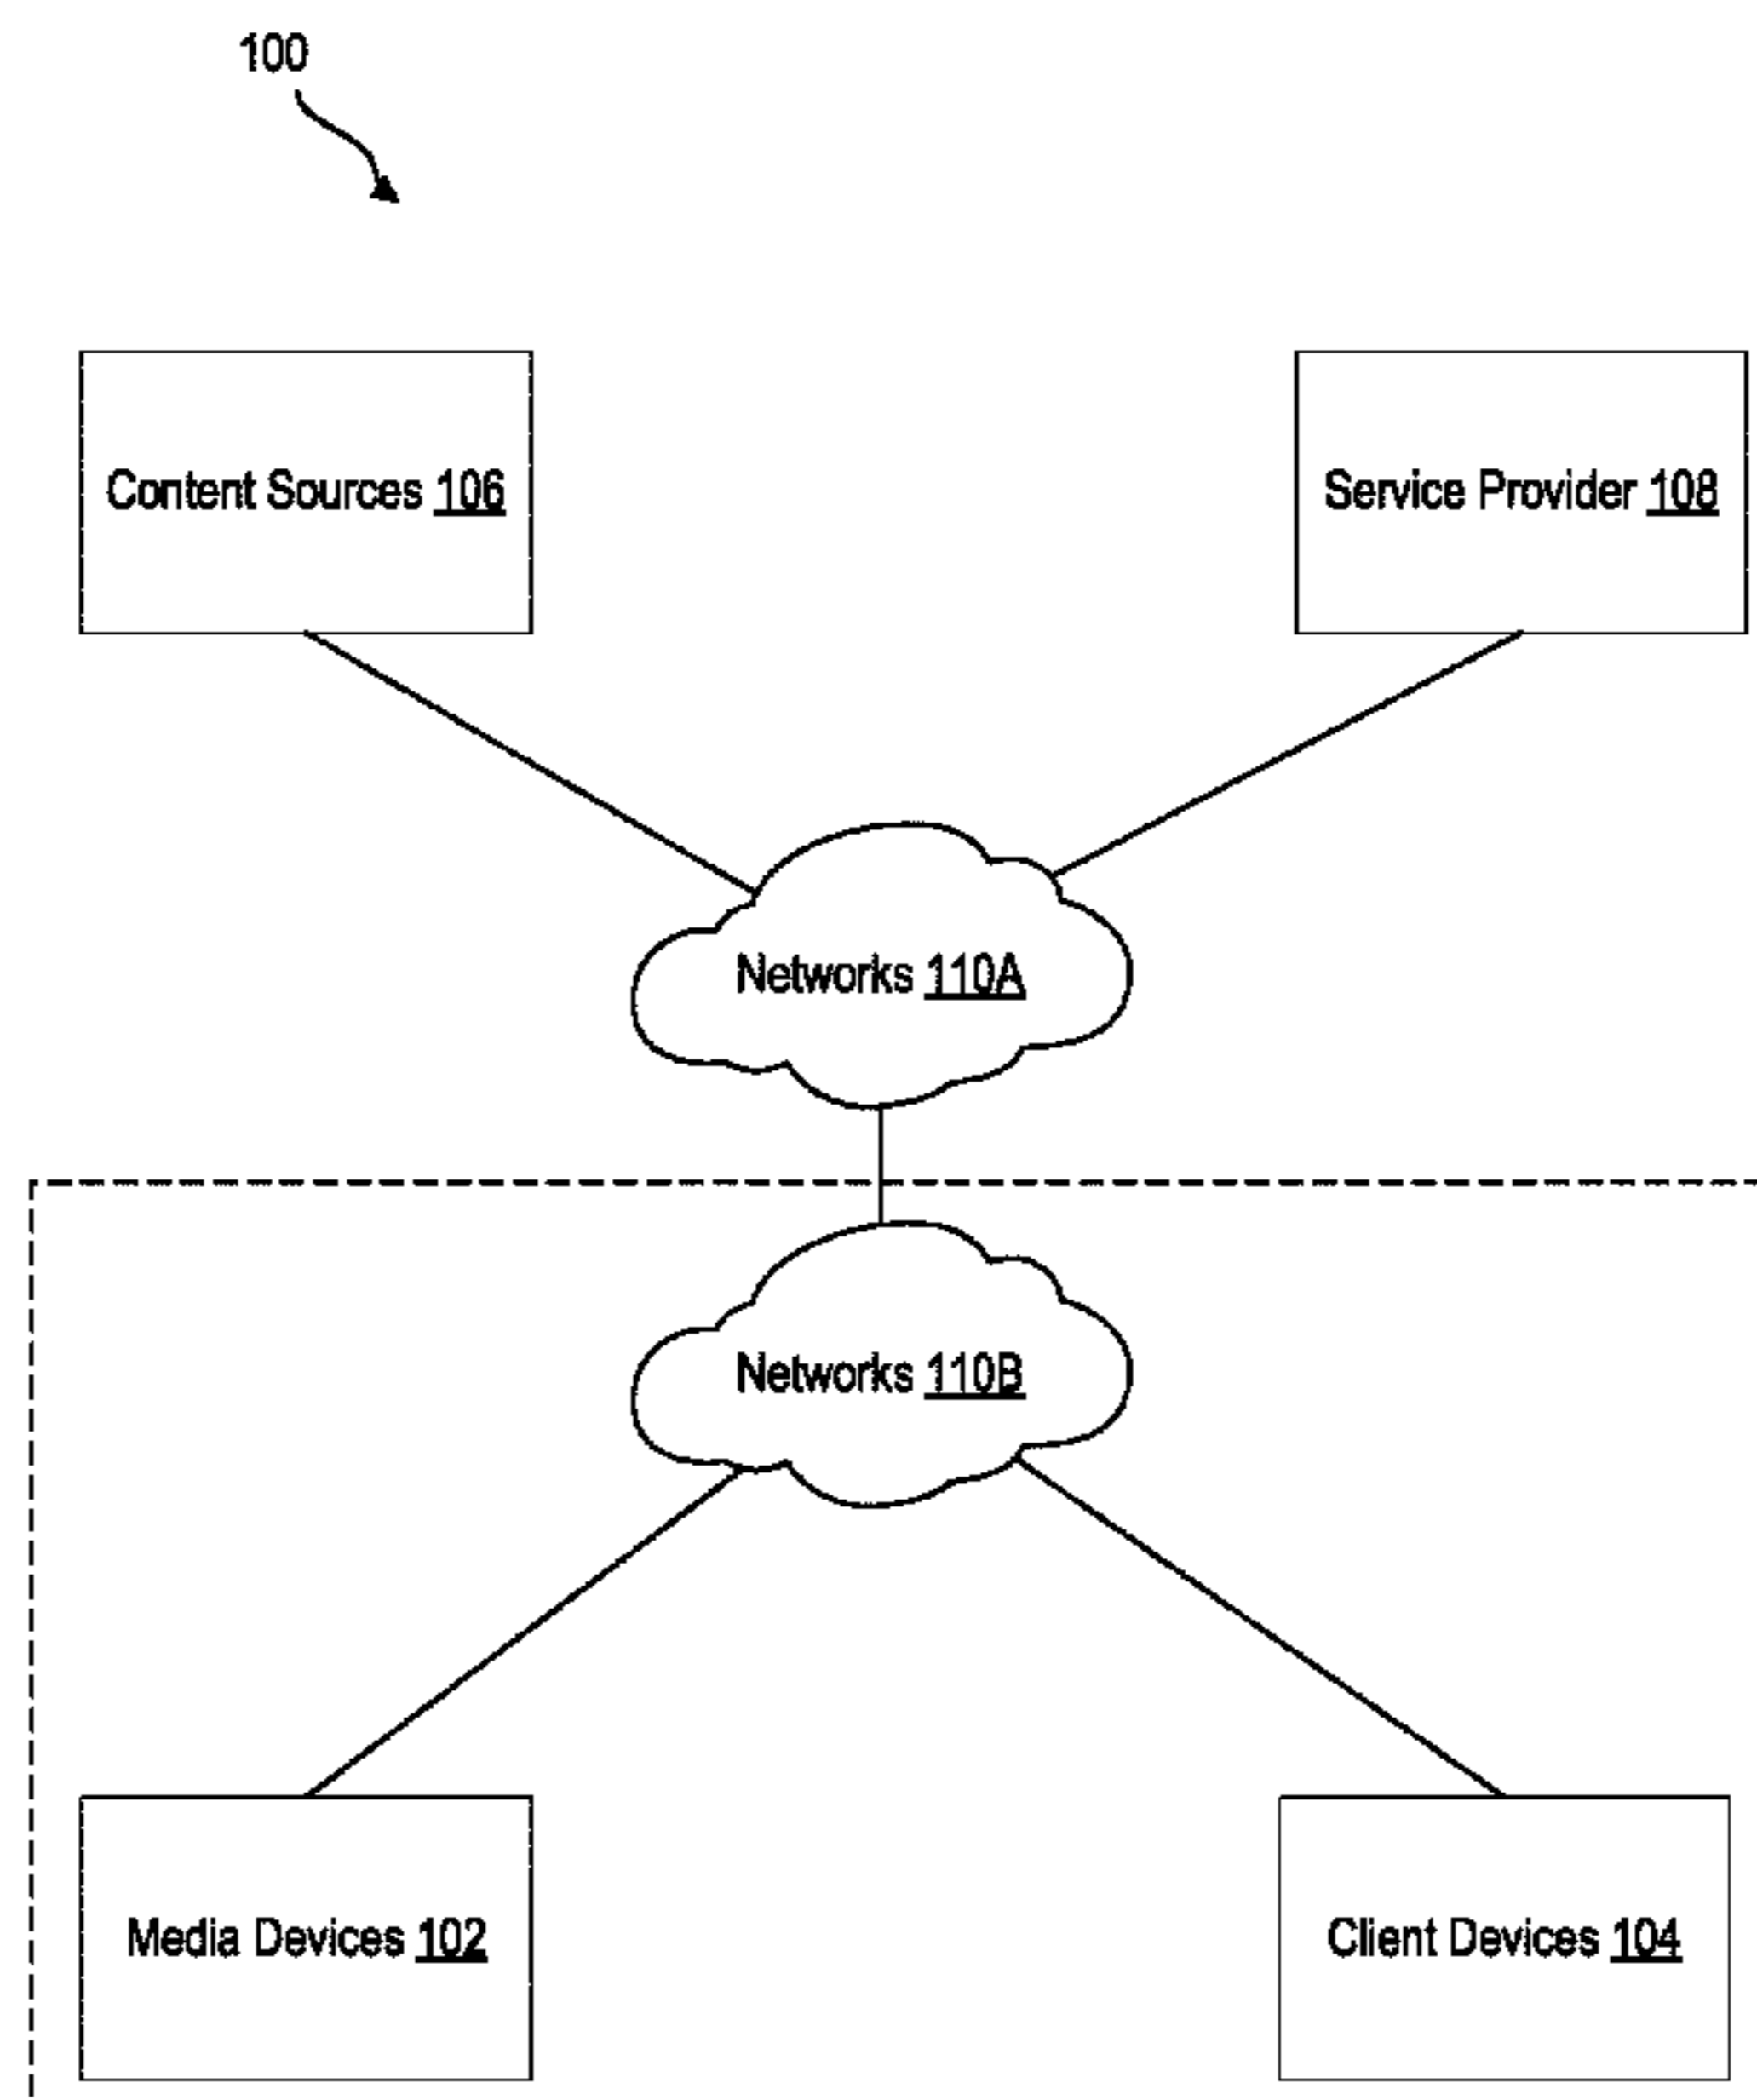 100
Content Sources 106
Service Provider 108
Networks 110A
Networks 110B
Media Devices 102
Client Devices 104